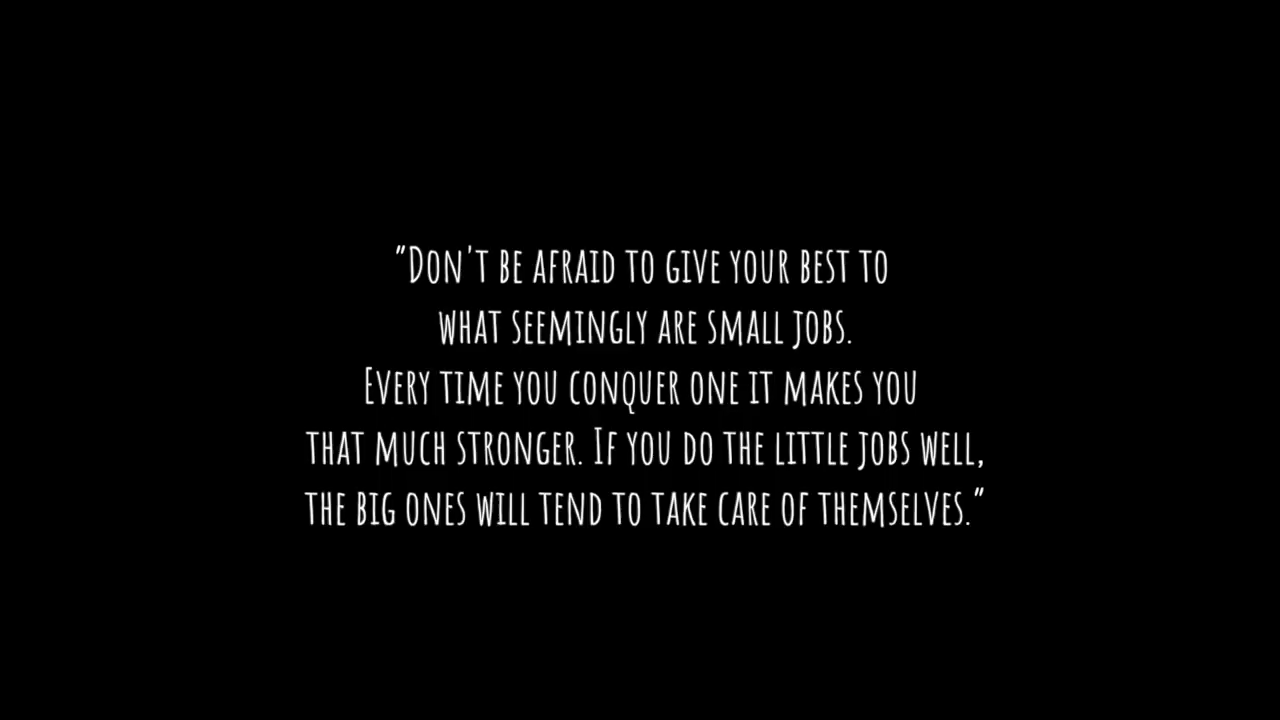 "Don't be afraid to give your best to
what seemingly are small jobs.
Every time you conquer one it makes you
that much stronger. If you do the little jobs well,
the big ones will tend to take care of themselves."